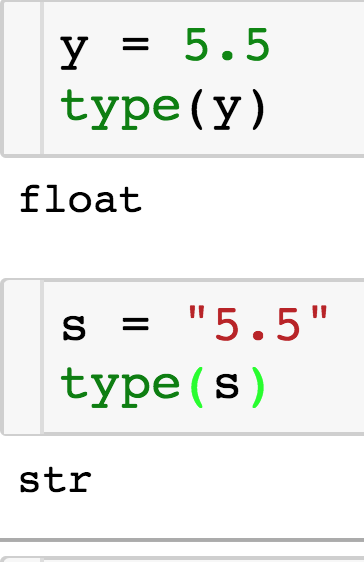 y = 5.5
type(y)
float
s = "5.5"
type(s)
str